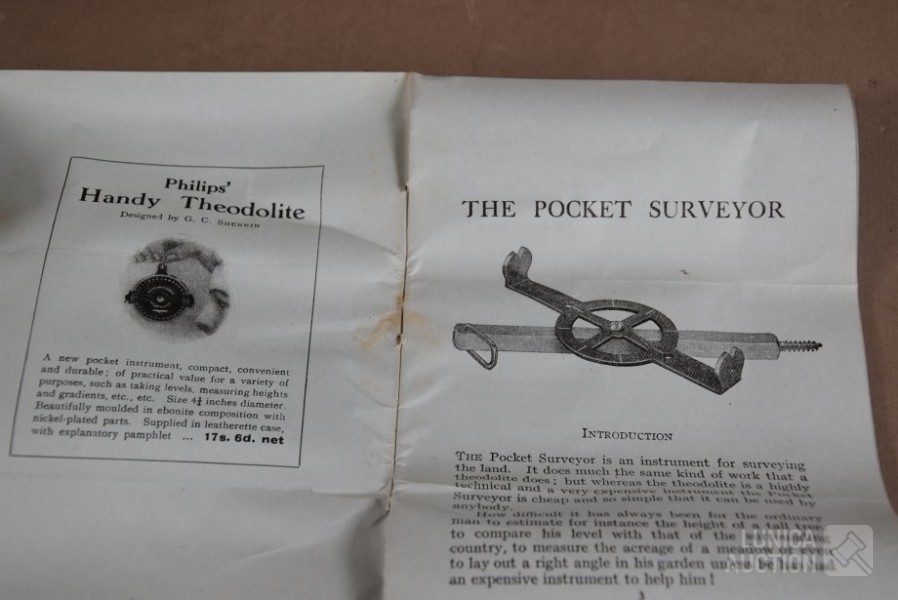 Philips'
Handy Theodolite
Designed by G. C. Sherrin
A new pocket instrument, compact, convenient
and durable; of practical value for a variety of
purposes, such as taking levels, measuring heights
and gradients, etc., etc. Size 4¼ inches diameter.
Beautifully moulded in ebonite composition with
nickel-plated parts. Supplied in leatherette case,
with explanatory pamphlet ... 17s. 6d. net
THE POCKET SURVEYOR
Introduction
The Pocket Surveyor is an instrument for surveying
the land. It does much the same kind of work that a
theodolite does; but whereas the theodolite is a highly
technical and a very expensive instrument the Pocket
Surveyor is cheap and so simple that it can be used by
anybody.
How difficult it has always been for the ordinary
man to estimate for instance the height of a tall tree,
to compare his level with that of the
country, to measure the acreage of a meadow
to lay out a right angle in his garden unless he had
an expensive instrument to help him!
3
LUNICA
AUCTION